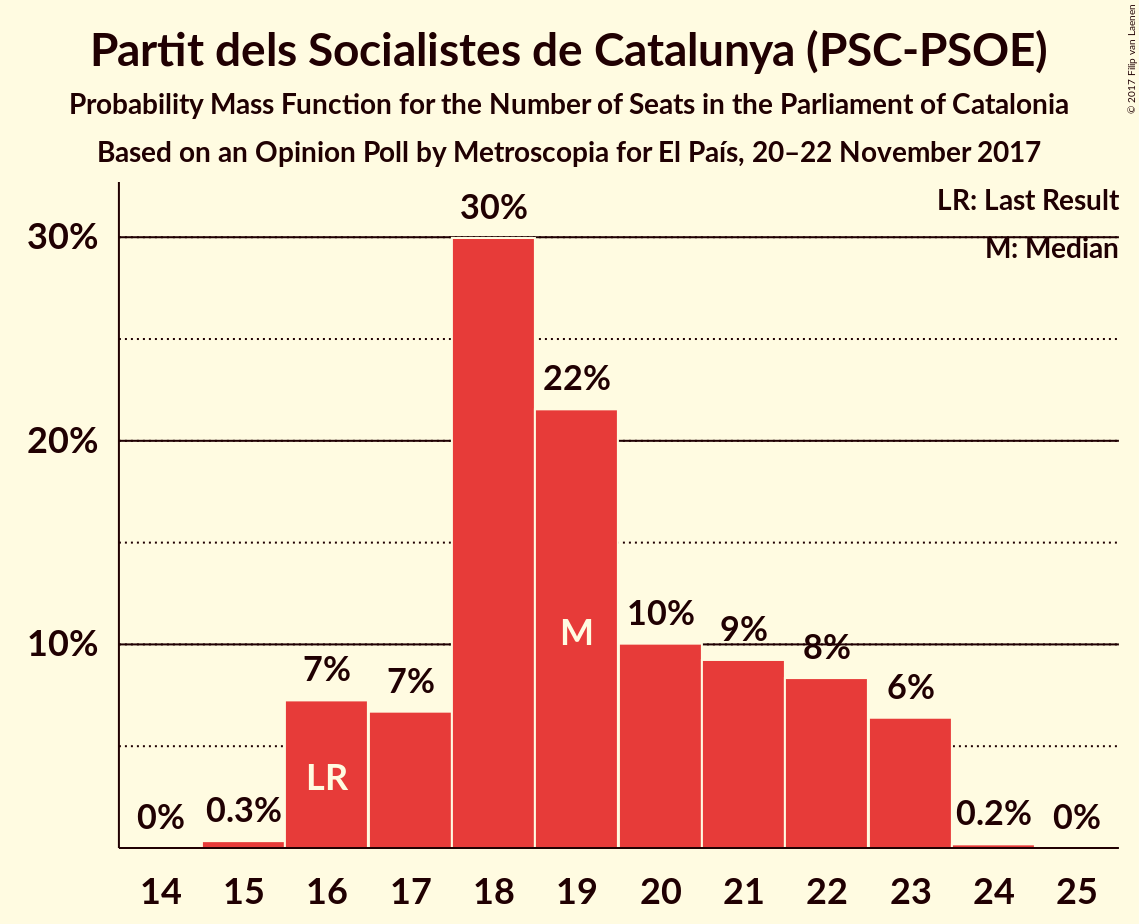 Partit dels Socialistes de Catalunya (PSC-PSOE)
Probability Mass Function for the Number of Seats in the Parliament of Catalonia
Based on an Opinion Poll by Metroscopia for El País, 20–22 November 2017
© 2017 Filip van Laenen
LR: Last Result
M: Median
30%
20%
10%
0%
0.3%
7%
7%
30%
22%
10%
9%
8%
6%
0.2%
0%
LR
M
14 15 16 17 18 19 20 21 22 23 24 25